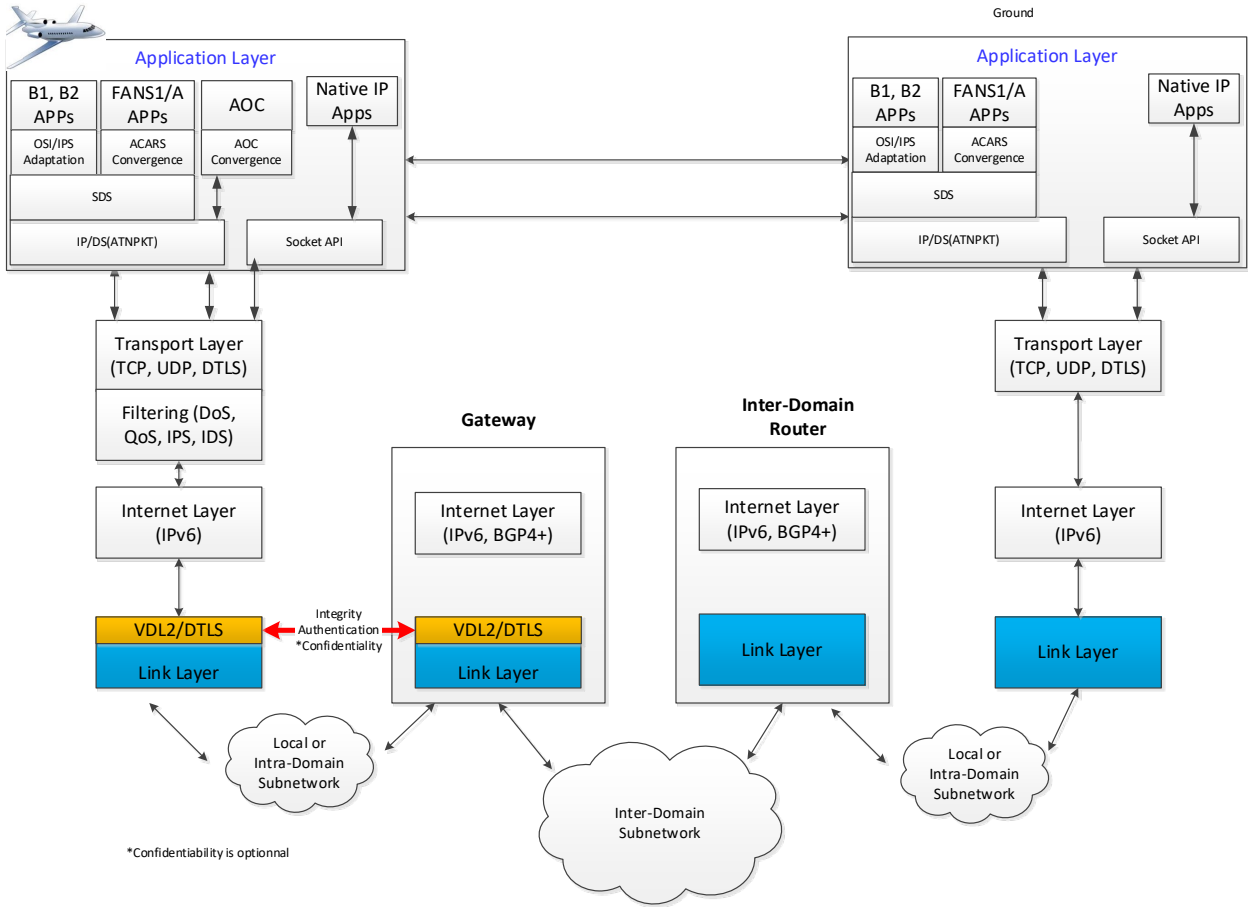 Ground
Application Layer
B1, B2
APPs
FANS1/A
APPs
AOC
Native IP
Apps
OSI/IPS
Adaptation
ACARS
Convergence
AOC
Convergence
SDS
IP/DS(ATNPKT)
Socket API
Application Layer
B1, B2
APPs
FANS1/A
APPs
Native IP
Apps
OSI/IPS
Adaptation
ACARS
Convergence
SDS
IP/DS(ATNPKT)
Socket API
Transport Layer
(TCP, UDP, DTLS)
Filtering (DoS,
QoS, IPS, IDS)
Internet Layer
(IPv6)
VDL2/DTLS
Link Layer
Integrity
Authentication
*Confidentiality
Gateway
Internet Layer
(IPv6, BGP4+)
VDL2/DTLS
Link Layer
Inter-Domain
Router
Internet Layer
(IPv6, BGP4+)
Link Layer
Transport Layer
(TCP, UDP, DTLS)
Internet Layer
(IPv6)
Link Layer
Local or
Intra-Domain
Subnetwork
Inter-Domain
Subnetwork
Local or
Intra-Domain
Subnetwork
*Confidentiability is optionnal